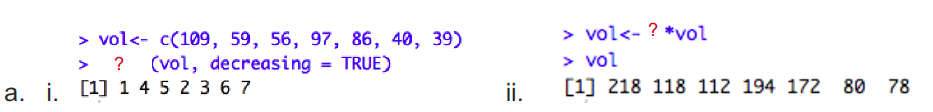 > vol<- c(109, 59, 56, 97, 86, 40, 39)
> ? (vol, decreasing = TRUE)
a. i. [1] 1 4 5 2 3 6 7
> vol<- ? *vol
> vol
ii. [1] 218 118 112 194 172 80 78